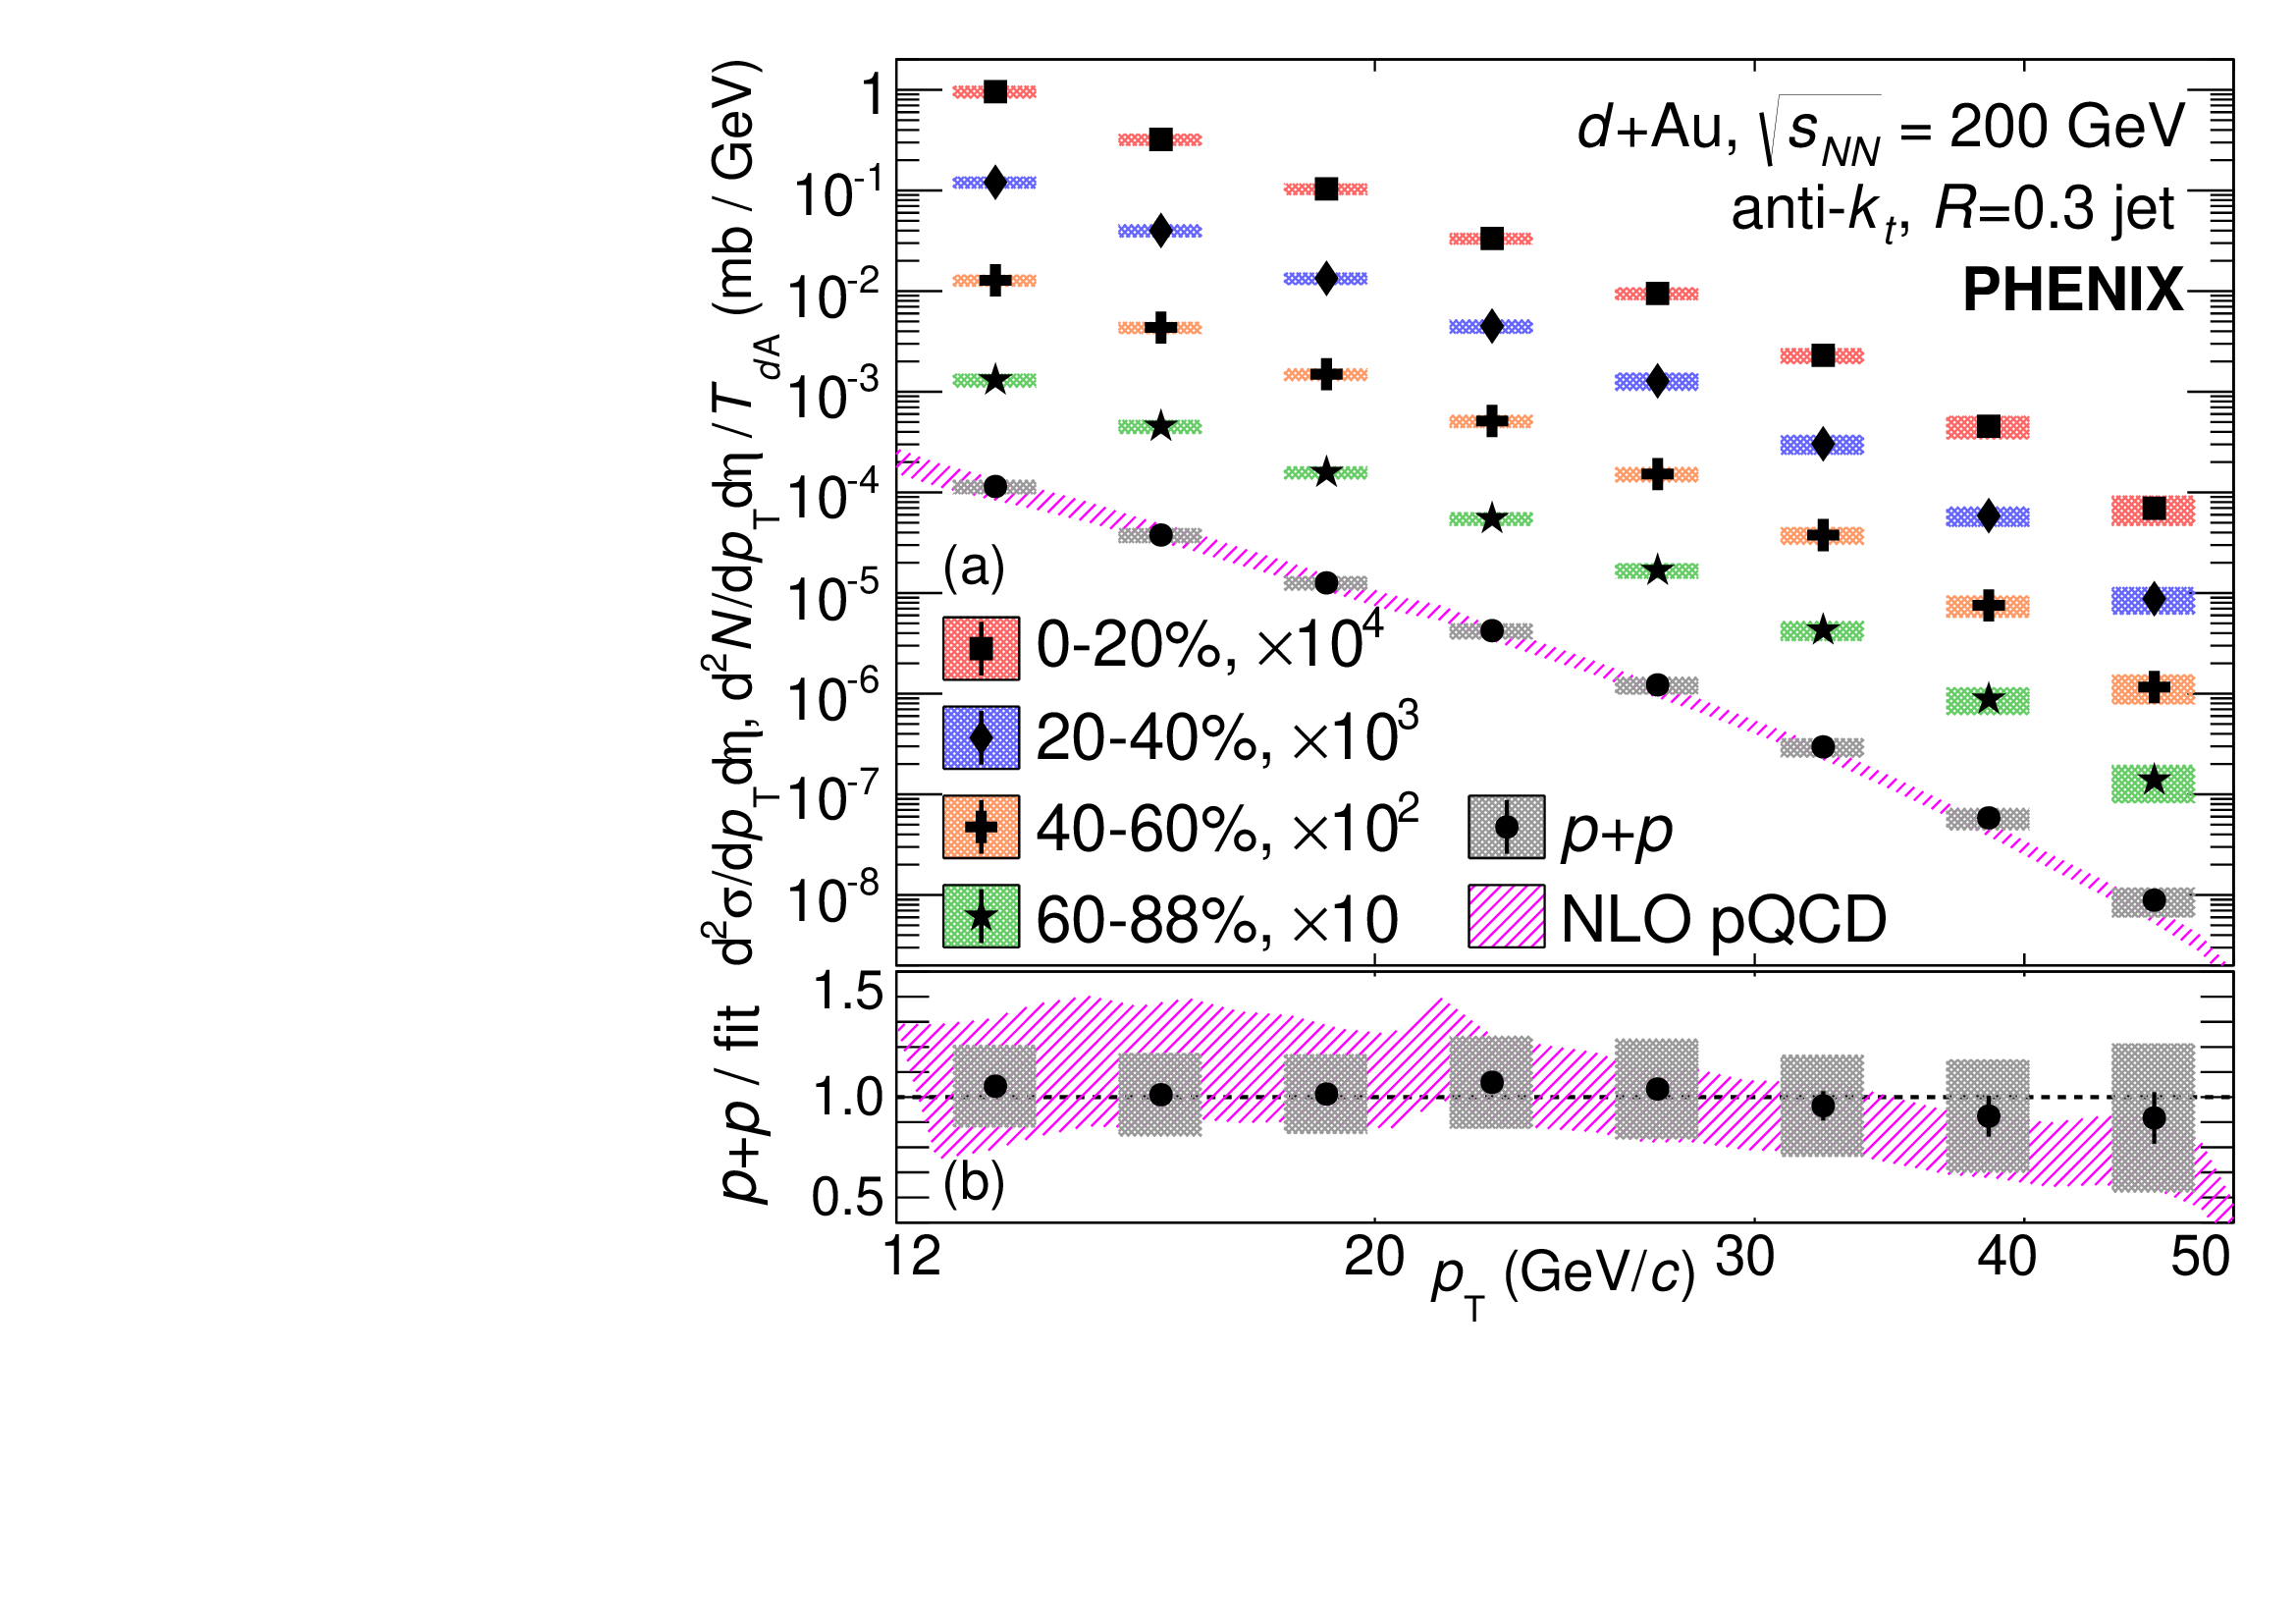 d²σ/dp_T dη, d²N/dp_T dη / T_dA (mb / GeV)
1
10⁻¹
10⁻²
10⁻³
10⁻⁴
10⁻⁵
10⁻⁶
10⁻⁷
10⁻⁸
d+Au, √s_NN = 200 GeV
anti-k_t, R=0.3 jet
PHENIX
(a)
0-20%, ×10⁴
20-40%, ×10³
40-60%, ×10²
60-88%, ×10
p+p
NLO pQCD
p+p / fit
1.5
1.0
0.5
(b)
12 20 30 40 50
p_T (GeV/c)